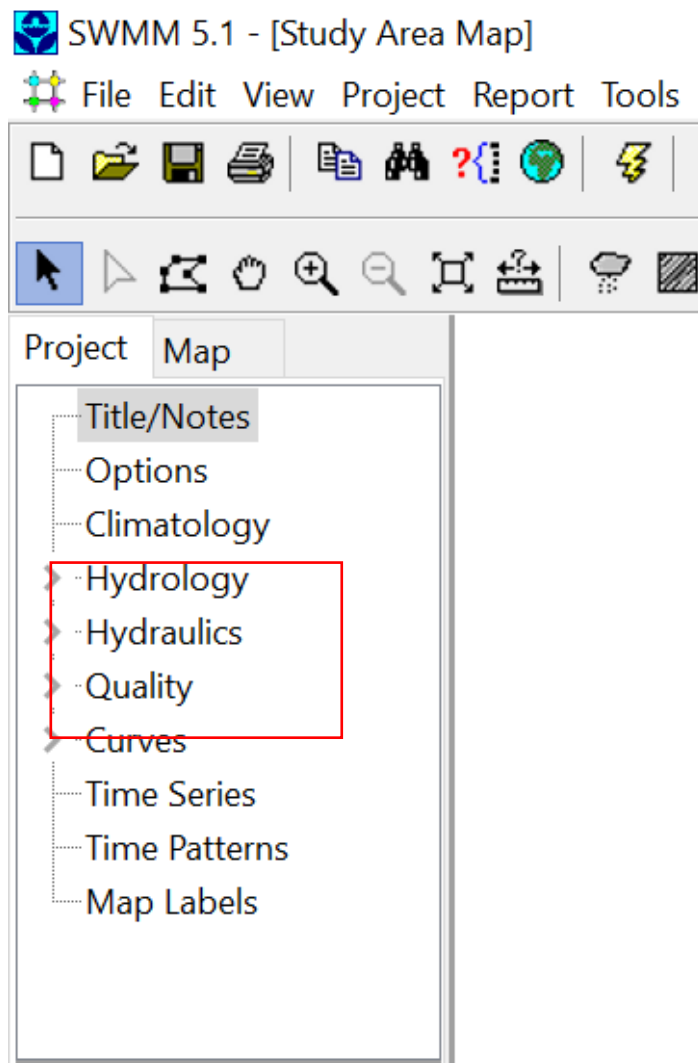 SWMM 5.1 - [Study Area Map]
File Edit View Project Report Tools
Project Map
Title/Notes
Options
Climatology
Hydrology
Hydraulics
Quality
Curves
Time Series
Time Patterns
Map Labels